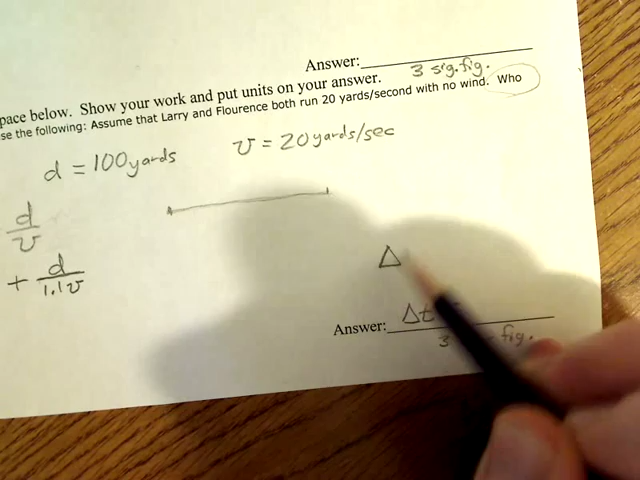 Answer:
3 sig.fig.
pace below. Show your work and put units on your answer.
se the following: Assume that Larry and Flourence both run 20 yards/second with no wind. Who
d = 100 yards
v = 20 yards/sec
d
v
+ d
1.1v
Δ
Answer: Δt
3 fig.